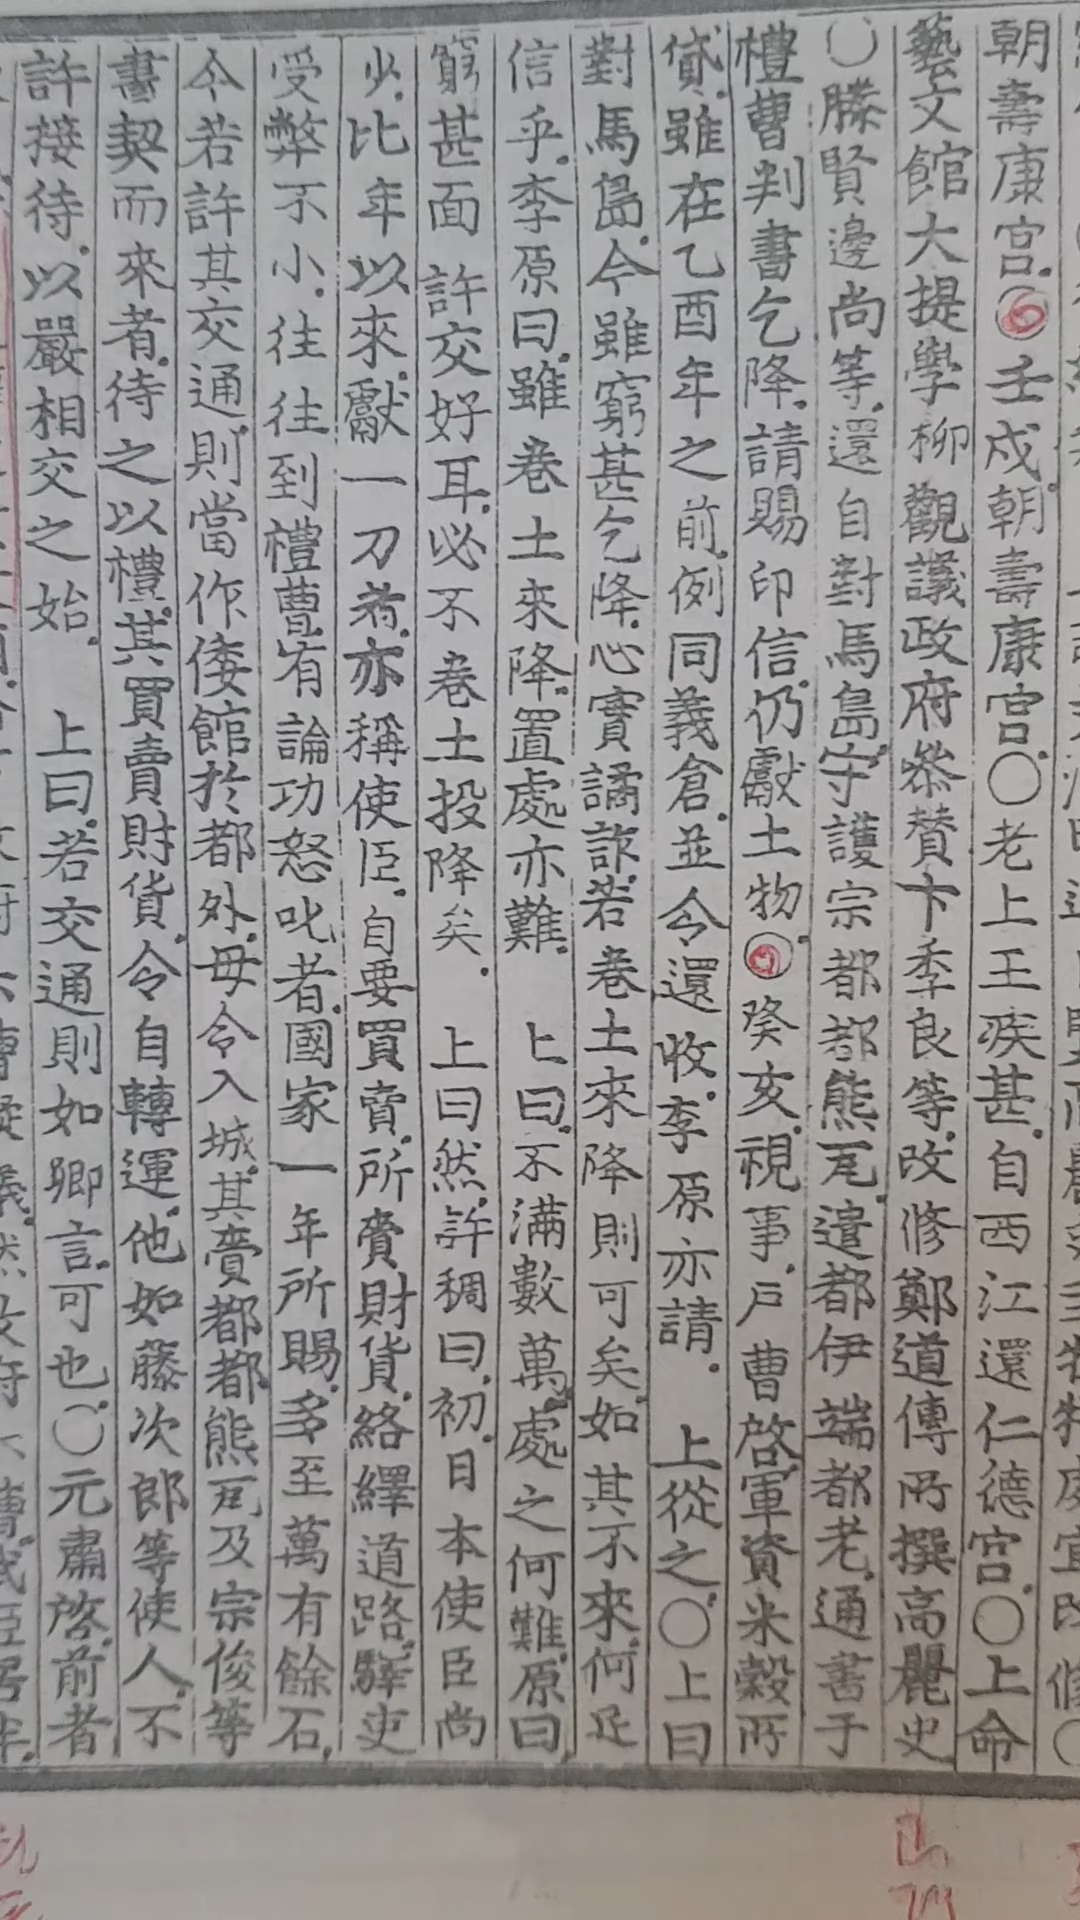 朝壽康宮。壬戌。朝壽康宮。○老上王疾甚。自西江還仁德宮。○上命
藝文館大提學柳觀議政府叅贊卞季良等。改修鄭道傳所撰高麗史。
○滕賢邊尚等。還自對馬島。守護宗都都熊瓦。遣都伊端都老。通書于
禮曹判書乞降。請賜印信。仍獻土物。癸亥。視事。戶曹啓。軍資米穀所
貸。雖在乙酉年之前。例同義倉。並令還收。李原亦請。上從之。○上曰
對馬島。今雖窮甚乞降。心實譎詐。若卷土來降則可矣。如其不來。何足
信乎。李原曰。雖卷土來降。置處亦難。上曰。不滿數萬。處之何難。原曰。
窮甚面許交好耳。必不卷土投降矣。上曰。然。許稠曰。初。日本使臣尚
少。比年以來。獻一刀者。亦稱使臣。自要買賣。所賫財貨。絡繹道路。驛吏
受弊不小。往往到禮曹。有論功怒叱者。國家一年所賜。多至萬有餘石。
今若許其交通。則當作倭館於都外。毋令入城。其賫都都熊瓦及宗俊等
書契而來者。待之以禮。其買賣財貨。令自轉運。他如藤次郎等使人。不
許接待。以嚴相交之始。上曰。若交通則如卿言。可也。○元肅啓。前者